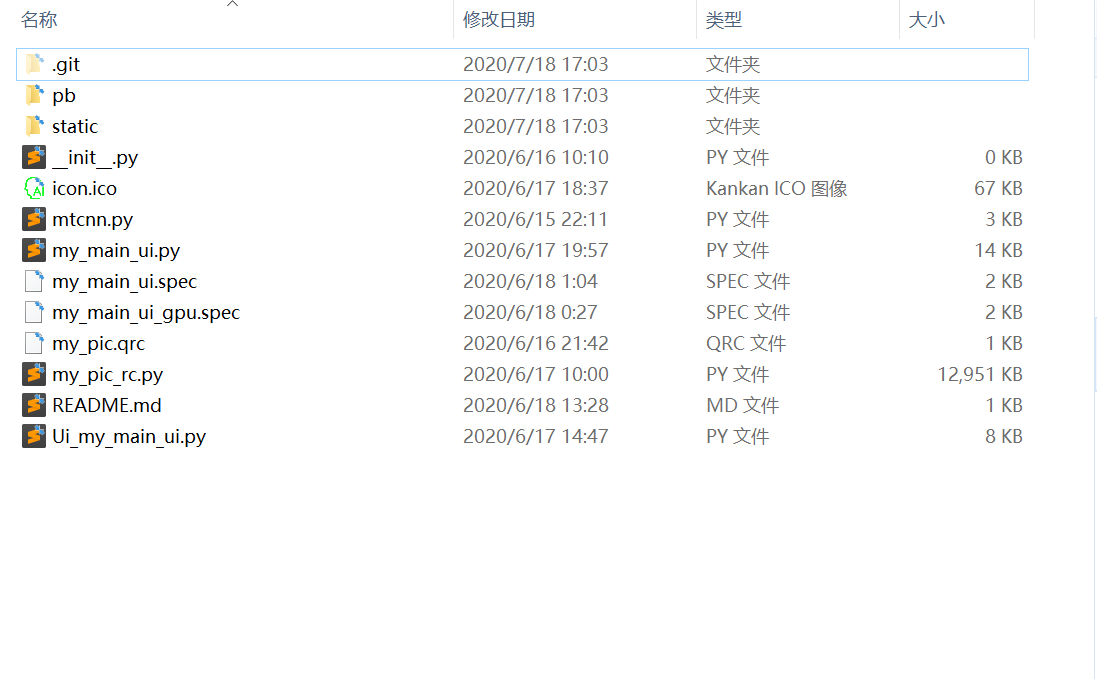 名称 修改日期 类型 大小
.git 2020/7/18 17:03 文件夹
pb 2020/7/18 17:03 文件夹
static 2020/7/18 17:03 文件夹
__init__.py 2020/6/16 10:10 PY 文件 0 KB
icon.ico 2020/6/17 18:37 Kankan ICO 图像 67 KB
mtcnn.py 2020/6/15 22:11 PY 文件 3 KB
my_main_ui.py 2020/6/17 19:57 PY 文件 14 KB
my_main_ui.spec 2020/6/18 1:04 SPEC 文件 2 KB
my_main_ui_gpu.spec 2020/6/18 0:27 SPEC 文件 2 KB
my_pic.qrc 2020/6/16 21:42 QRC 文件 1 KB
my_pic_rc.py 2020/6/17 10:00 PY 文件 12,951 KB
README.md 2020/6/18 13:28 MD 文件 1 KB
Ui_my_main_ui.py 2020/6/17 14:47 PY 文件 8 KB